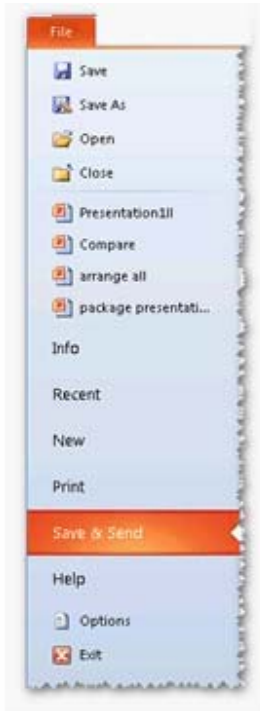 File
Save
Save As
Open
Close
Presentation1ll
Compare
arrange all
package presentati...
Info
Recent
New
Print
Save & Send
Help
Options
Exit